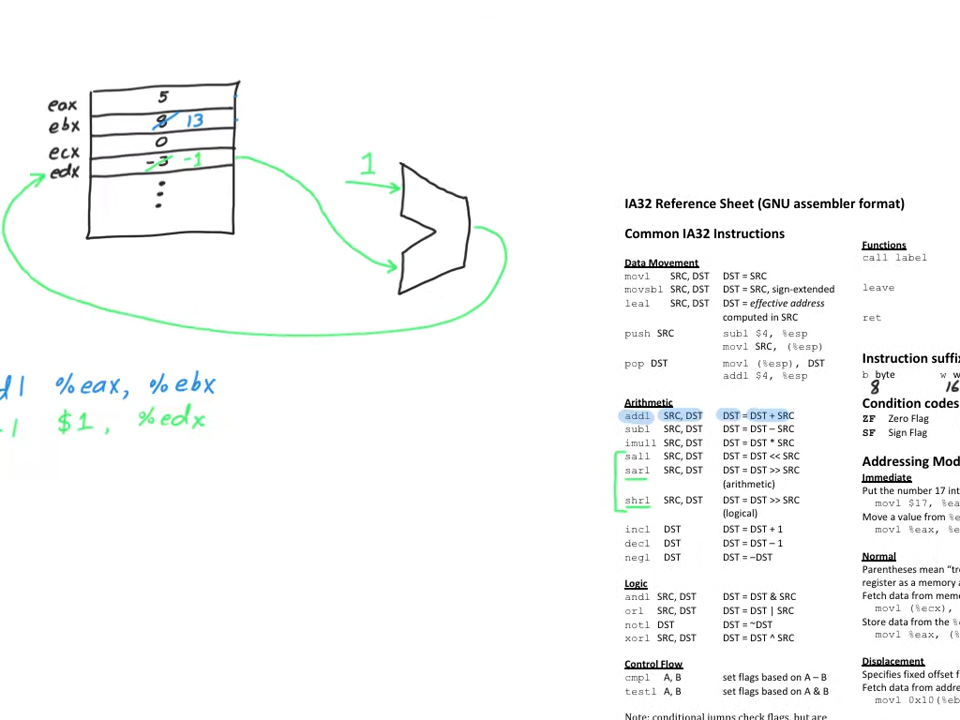 eax 5
ebx 8 13
ecx 0
edx -3 -1
1
%eax, %ebx
$1, %edx
IA32 Reference Sheet (GNU assembler format)
Common IA32 Instructions
Data Movement
movl SRC, DST DST = SRC
movsbl SRC, DST DST = SRC, sign-extended
leal SRC, DST DST = effective address
computed in SRC
push SRC subl $4, %esp
movl SRC, (%esp)
pop DST movl (%esp), DST
addl $4, %esp
Arithmetic
addl SRC, DST DST = DST + SRC
subl SRC, DST DST = DST – SRC
imull SRC, DST DST = DST * SRC
sall SRC, DST DST = DST << SRC
sarl SRC, DST DST = DST >> SRC
(arithmetic)
shrl SRC, DST DST = DST >> SRC
(logical)
incl DST DST = DST + 1
decl DST DST = DST – 1
negl DST DST = –DST
Logic
andl SRC, DST DST = DST & SRC
orl SRC, DST DST = DST | SRC
notl DST DST = ~DST
xorl SRC, DST DST = DST ^ SRC
Control Flow
cmpl A, B set flags based on A – B
testl A, B set flags based on A & B
Note: conditional jumps check flags, but are
Functions
call label
leave
ret
Instruction
b byte w
8 16
Condition codes
ZF Zero Flag
SF Sign Flag
Addressing
Immediate
Put the number 17
movl $17,
Move a value from
movl %eax,
Normal
Parentheses mean
register as a memory
Fetch data from
movl (%ecx),
Store data from the
movl %eax,
Displacement
Specifies fixed offset
Fetch data from
movl